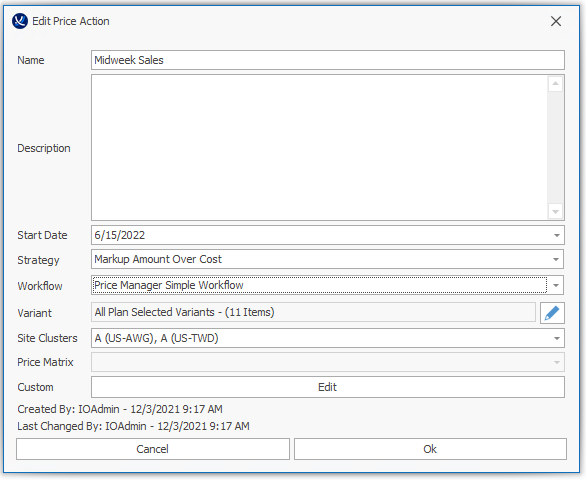 Edit Price Action
Name Midweek Sales
Description
Start Date 6/15/2022
Strategy Markup Amount Over Cost
Workflow Price Manager Simple Workflow
Variant All Plan Selected Variants - (11 Items)
Site Clusters A (US-AWG), A (US-TWD)
Price Matrix
Custom Edit
Created By: IOAdmin - 12/3/2021 9:17 AM
Last Changed By: IOAdmin - 12/3/2021 9:17 AM
Cancel Ok